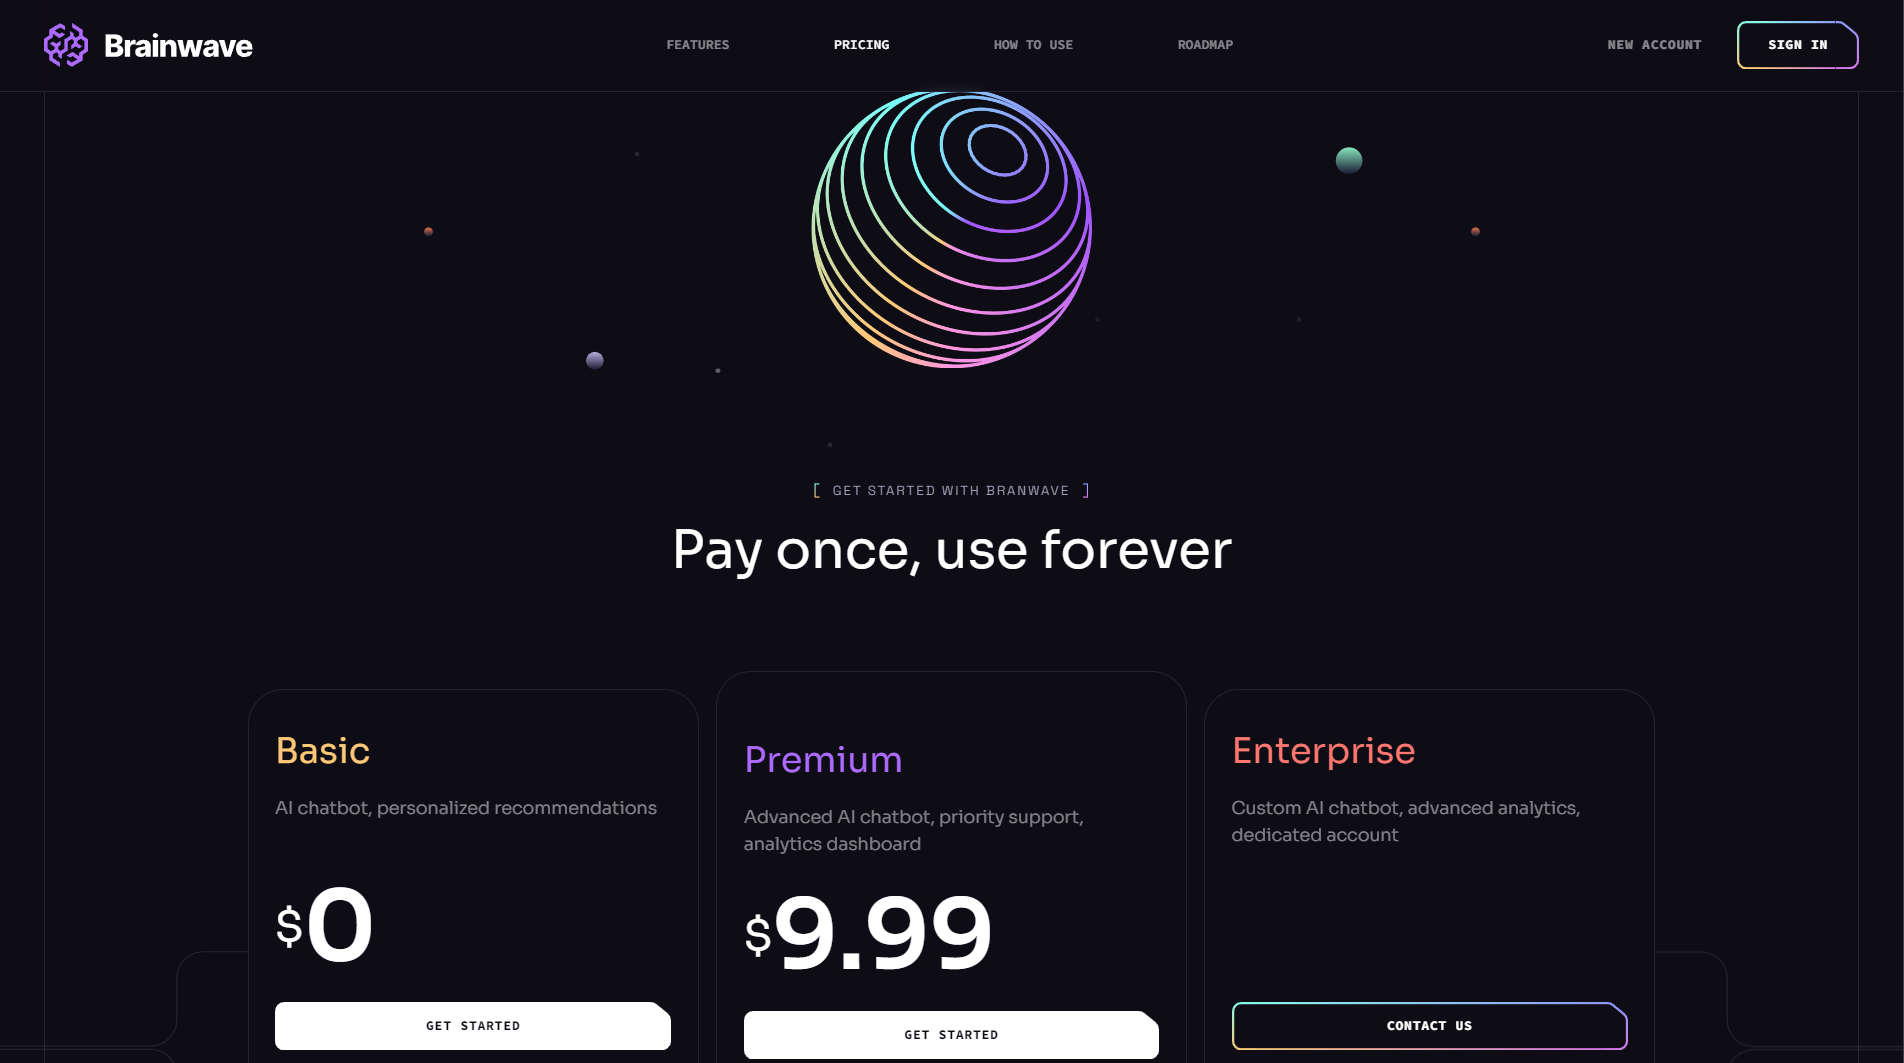 Brainwave
FEATURES
PRICING
HOW TO USE
ROADMAP
NEW ACCOUNT
SIGN IN
[ GET STARTED WITH BRANWAVE ]
Pay once, use forever
Basic
AI chatbot, personalized recommendations
$0
GET STARTED
Premium
Advanced AI chatbot, priority support,
analytics dashboard
$9.99
GET STARTED
Enterprise
Custom AI chatbot, advanced analytics,
dedicated account
CONTACT US